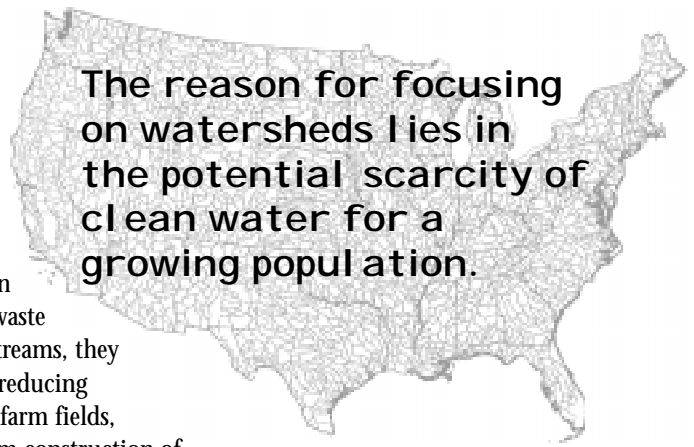 The reason for focusing
on watersheds lies in
the potential scarcity of
clean water for a
growing population.
n
waste
treams, they
reducing
farm fields,
m construction of